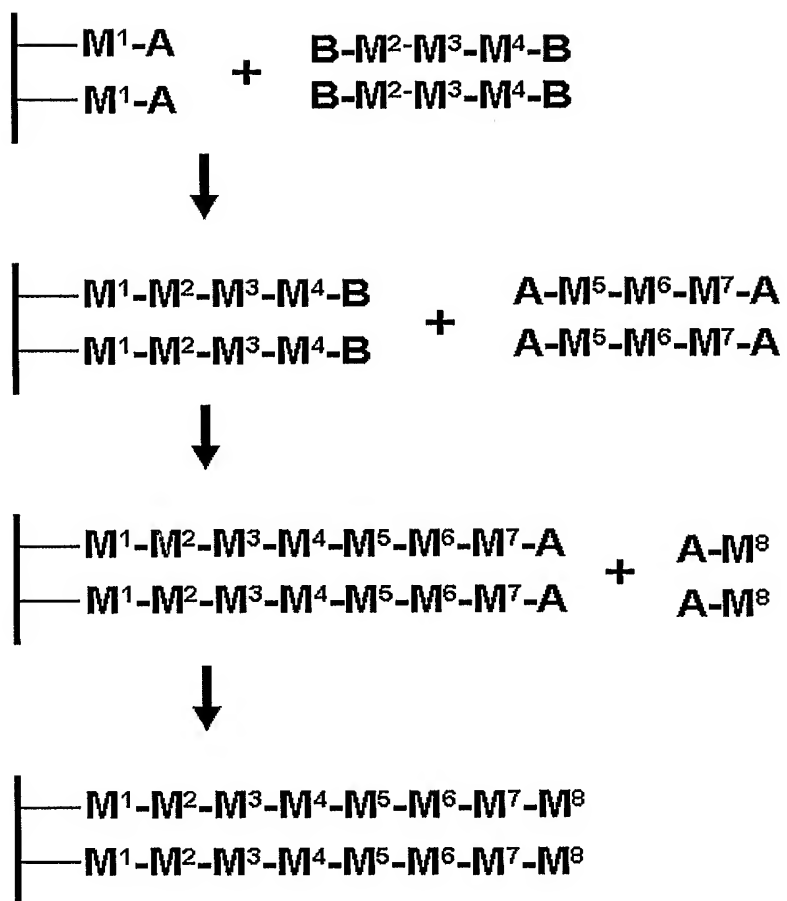 M¹-A + B-M²-M³-M⁴-B
M¹-A B-M²-M³-M⁴-B
M¹-M²-M³-M⁴-B + A-M⁵-M⁶-M⁷-A
M¹-M²-M³-M⁴-B A-M⁵-M⁶-M⁷-A
M¹-M²-M³-M⁴-M⁵-M⁶-M⁷-A + A-M⁸
M¹-M²-M³-M⁴-M⁵-M⁶-M⁷-A A-M⁸
M¹-M²-M³-M⁴-M⁵-M⁶-M⁷-M⁸
M¹-M²-M³-M⁴-M⁵-M⁶-M⁷-M⁸